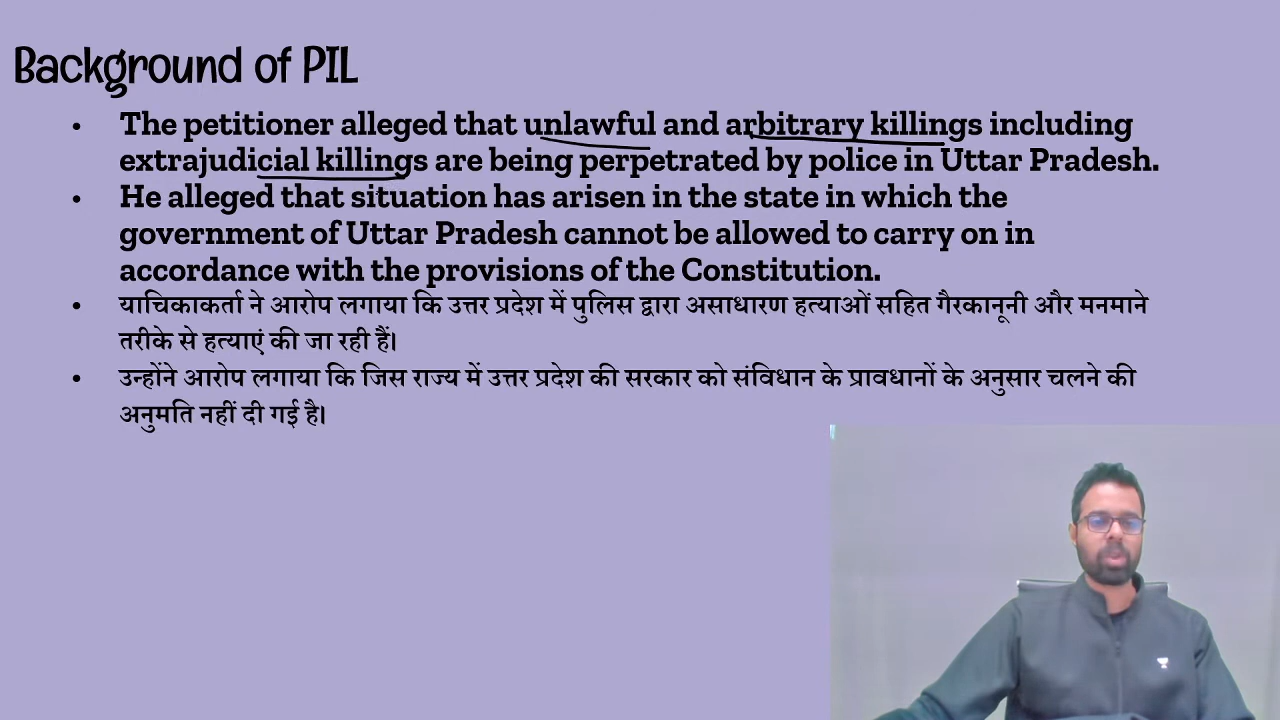 Background of PIL
• The petitioner alleged that unlawful and arbitrary killings including
extrajudicial killings are being perpetrated by police in Uttar Pradesh.
• He alleged that situation has arisen in the state in which the
government of Uttar Pradesh cannot be allowed to carry on in
accordance with the provisions of the Constitution.
• याचिकाकर्ता ने आरोप लगाया कि उत्तर प्रदेश में पुलिस द्वारा असाधारण हत्याओं सहित गैरकानूनी और मनमाने
तरीके से हत्याएं की जा रही हैं।
• उन्होंने आरोप लगाया कि जिस राज्य में उत्तर प्रदेश की सरकार को संविधान के प्रावधानों के अनुसार चलने की
अनुमति नहीं दी गई है।